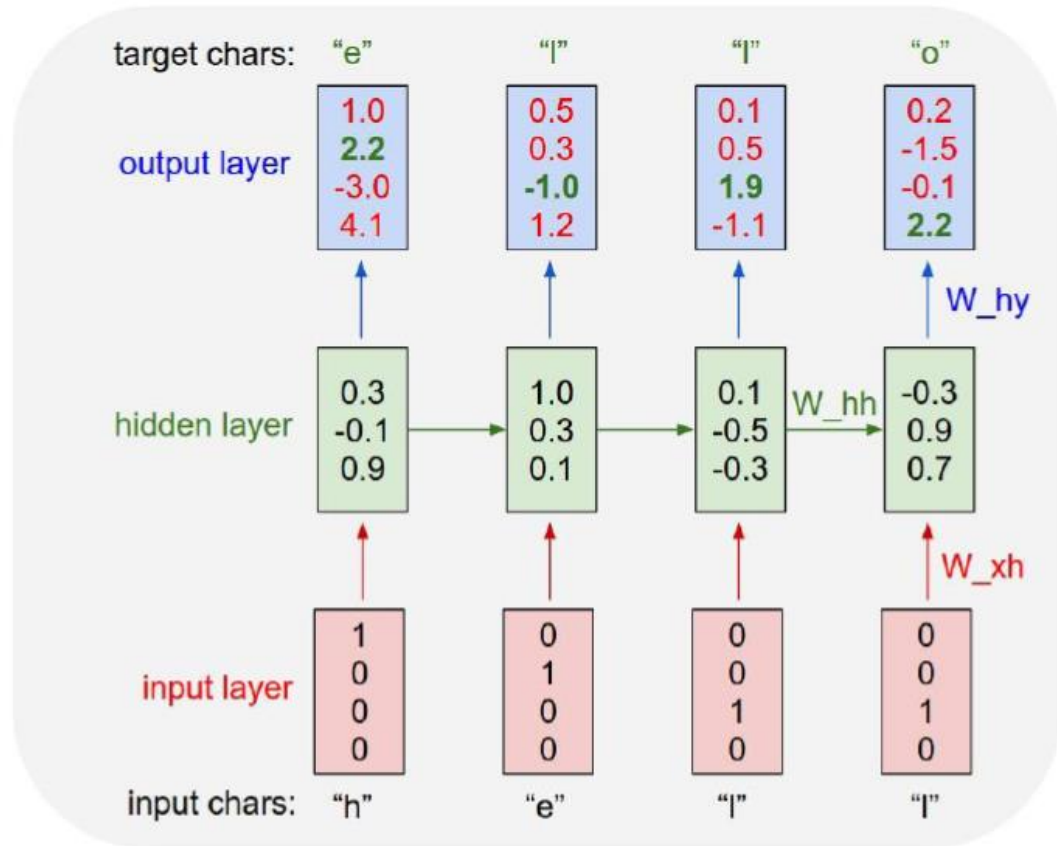 target chars: “e” “l” “l” “o”
output layer
1.0 0.5 0.1 0.2
2.2 0.3 0.5 -1.5
-3.0 -1.0 1.9 -0.1
4.1 1.2 -1.1 2.2
W_hy
hidden layer
0.3 1.0 0.1 -0.3
-0.1 0.3 -0.5 0.9
0.9 0.1 -0.3 0.7
W_hh
W_xh
input layer
1 0 0 0
0 1 0 0
0 0 1 1
0 0 0 0
input chars: “h” “e” “l” “l”